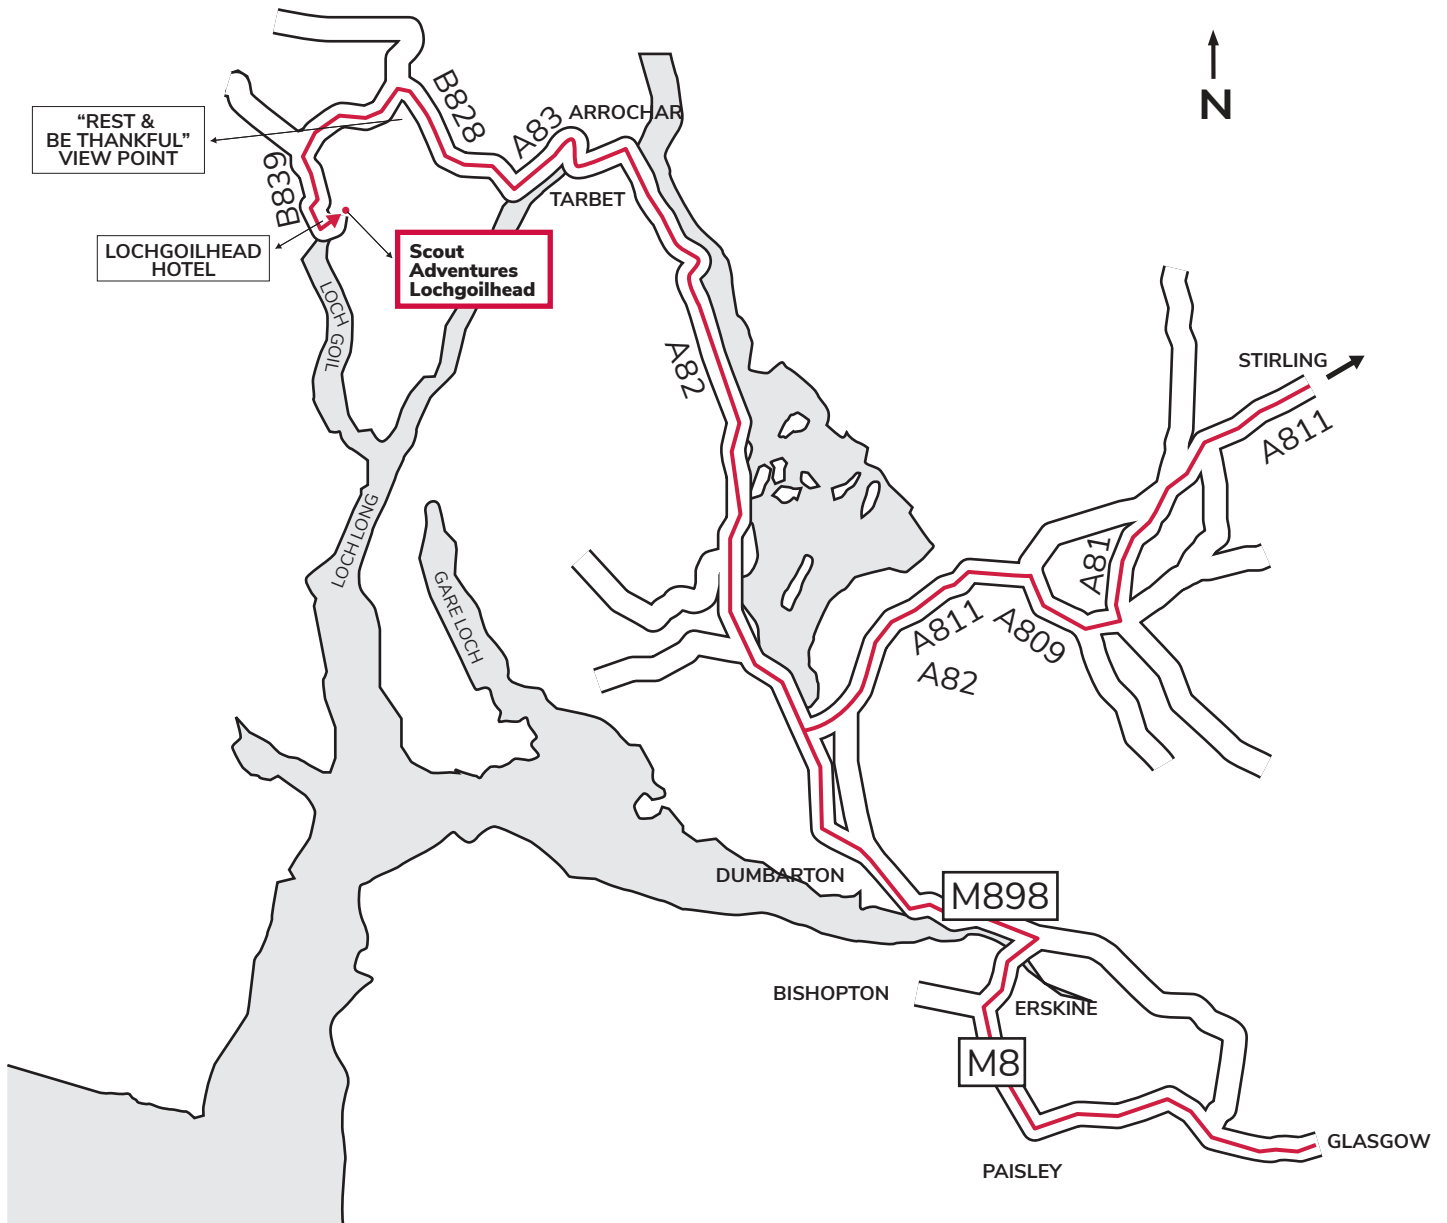 N
B828
A83
ARROCHAR
“REST &
BE THANKFUL”
VIEW POINT
B839
TARBET
LOCHGOILHEAD
HOTEL
Scout
Adventures
Lochgoilhead
LOCH GOIL
A82
STIRLING
A811
LOCH LONG
GARE LOCH
A81
A811
A809
A82
DUMBARTON
M898
BISHOPTON
ERSKINE
M8
GLASGOW
PAISLEY